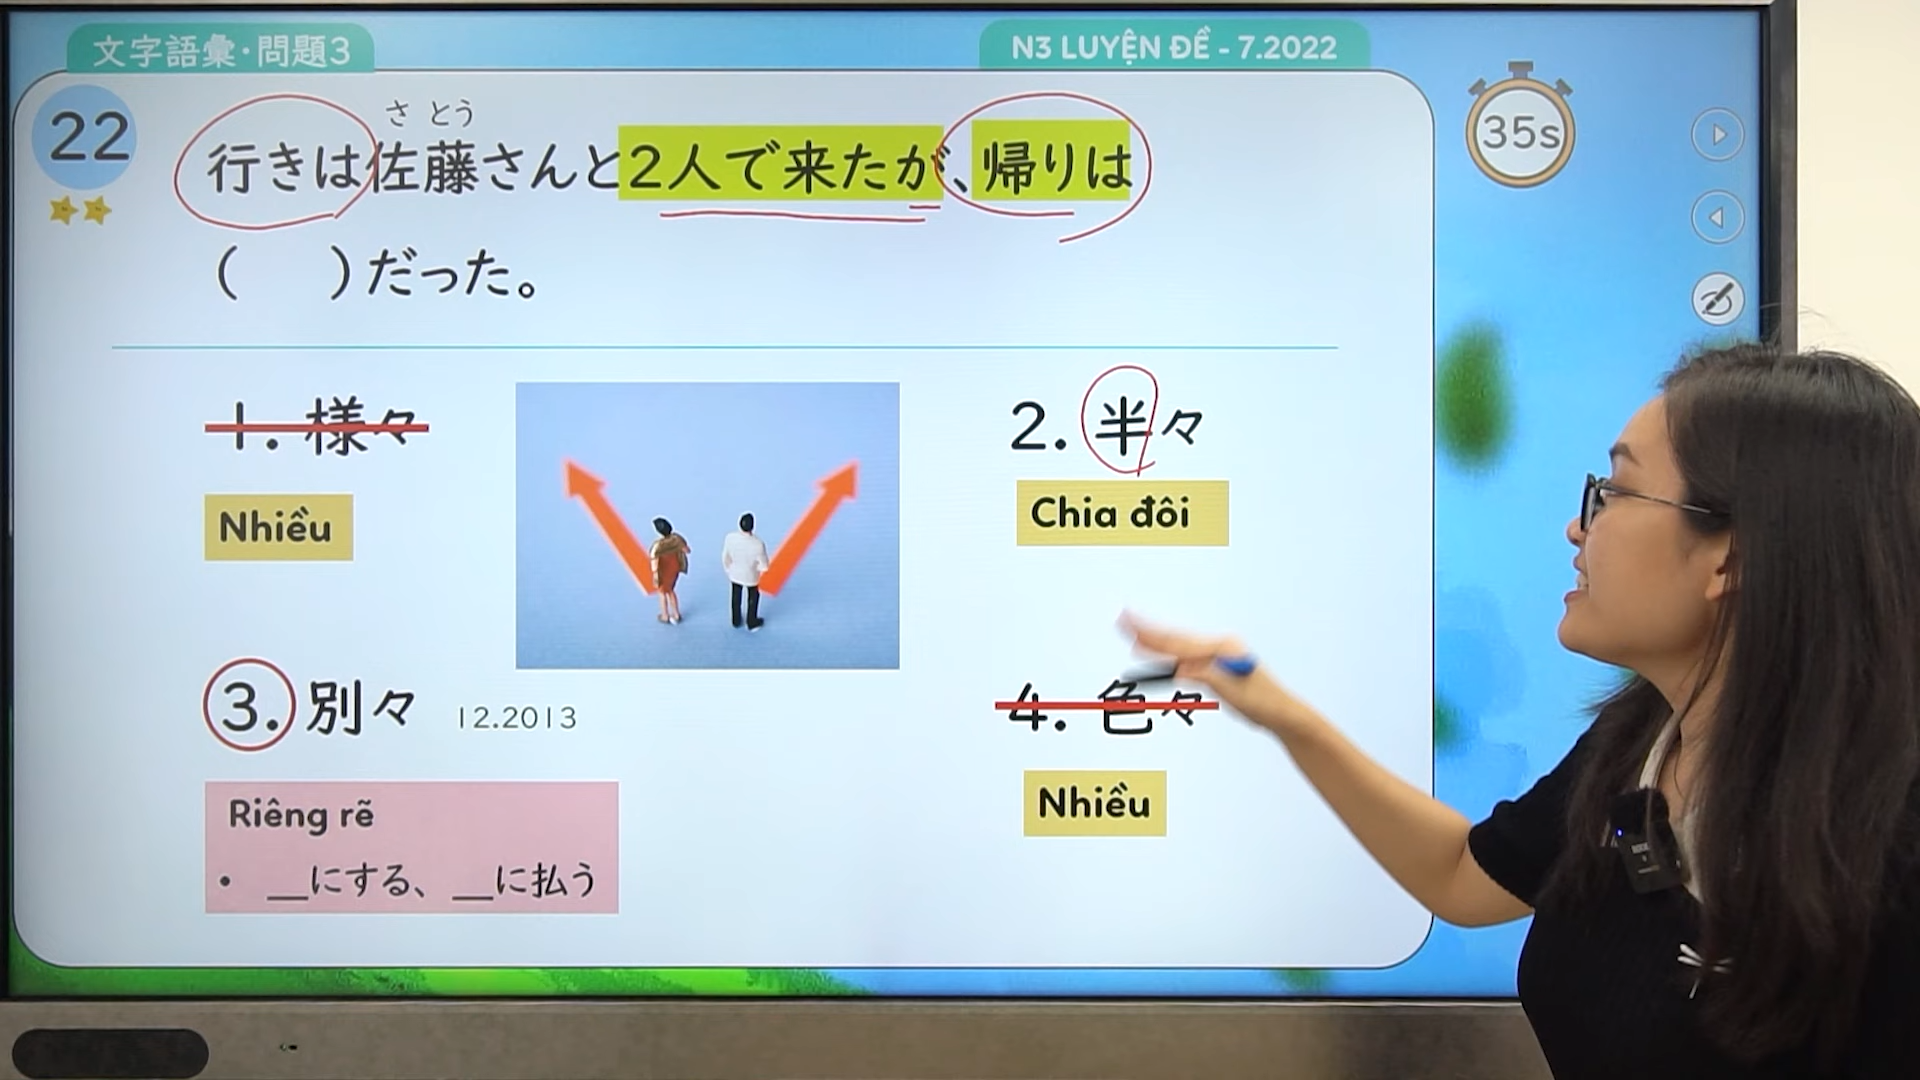 文字語彙・問題3
N3 LUYỆN ĐỀ - 7.2022
22
35s
さ とう
行きは佐藤さんと2人で来たが、帰りは
(　　)だった。
1. 様々
2. 半々
Nhiều
Chia đôi
3. 別々 12.2013
4. 色々
Riêng rẽ
Nhiều
• __にする、__に払う